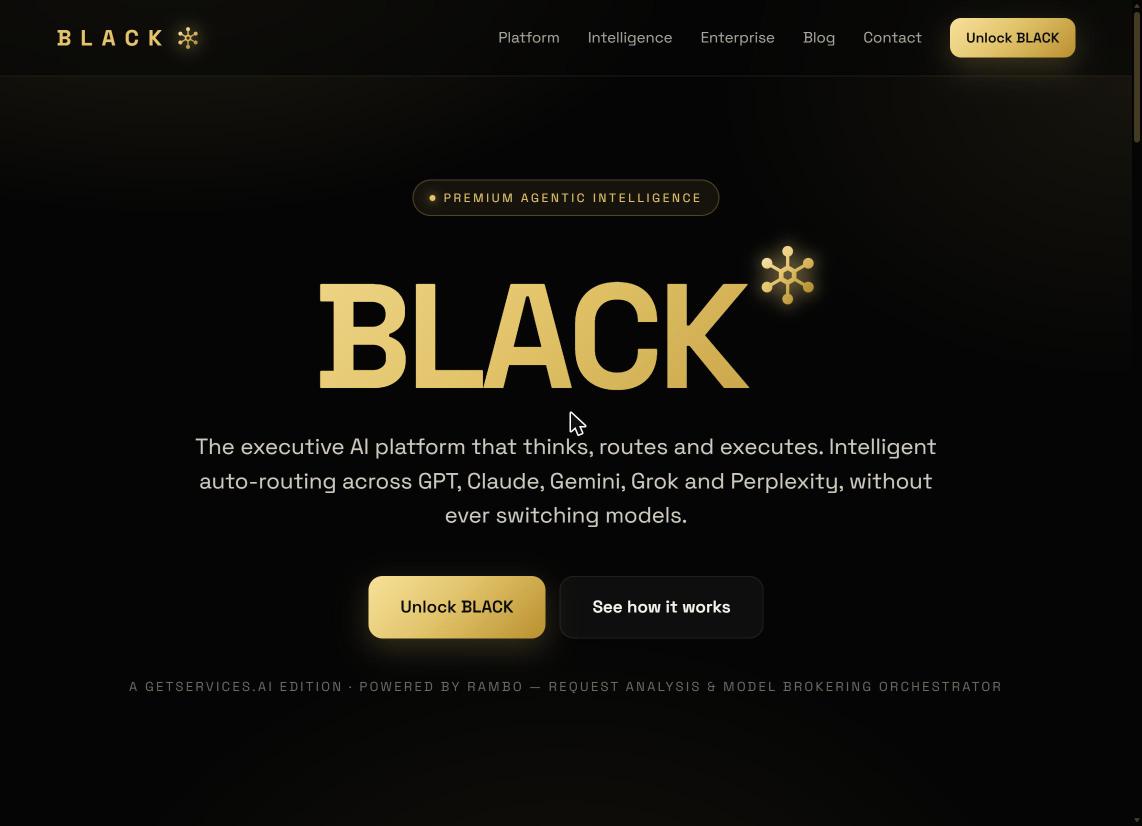 BLACK
Platform
Intelligence
Enterprise
Blog
Contact
Unlock BLACK
PREMIUM AGENTIC INTELLIGENCE
BLACK
The executive AI platform that thinks, routes and executes. Intelligent
auto-routing across GPT, Claude, Gemini, Grok and Perplexity, without
ever switching models.
Unlock BLACK
See how it works
A GETSERVICES.AI EDITION · POWERED BY RAMBO — REQUEST ANALYSIS & MODEL BROKERING ORCHESTRATOR